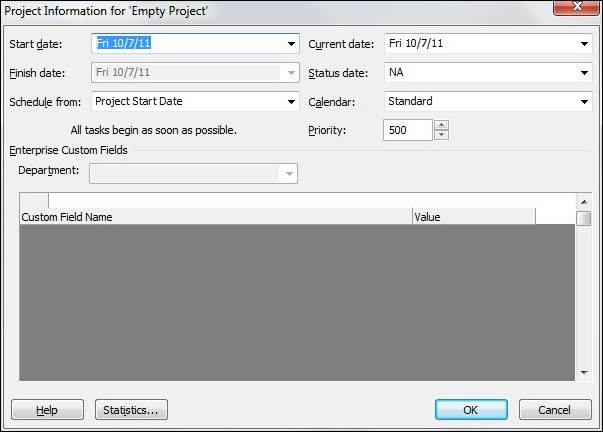 Project Information for 'Empty Project'
Start date: Fri 10/7/11 Current date: Fri 10/7/11
Finish date: Fri 10/7/11 Status date: NA
Schedule from: Project Start Date Calendar: Standard
All tasks begin as soon as possible. Priority: 500
Enterprise Custom Fields
Department:
Custom Field Name Value
Help Statistics... OK Cancel